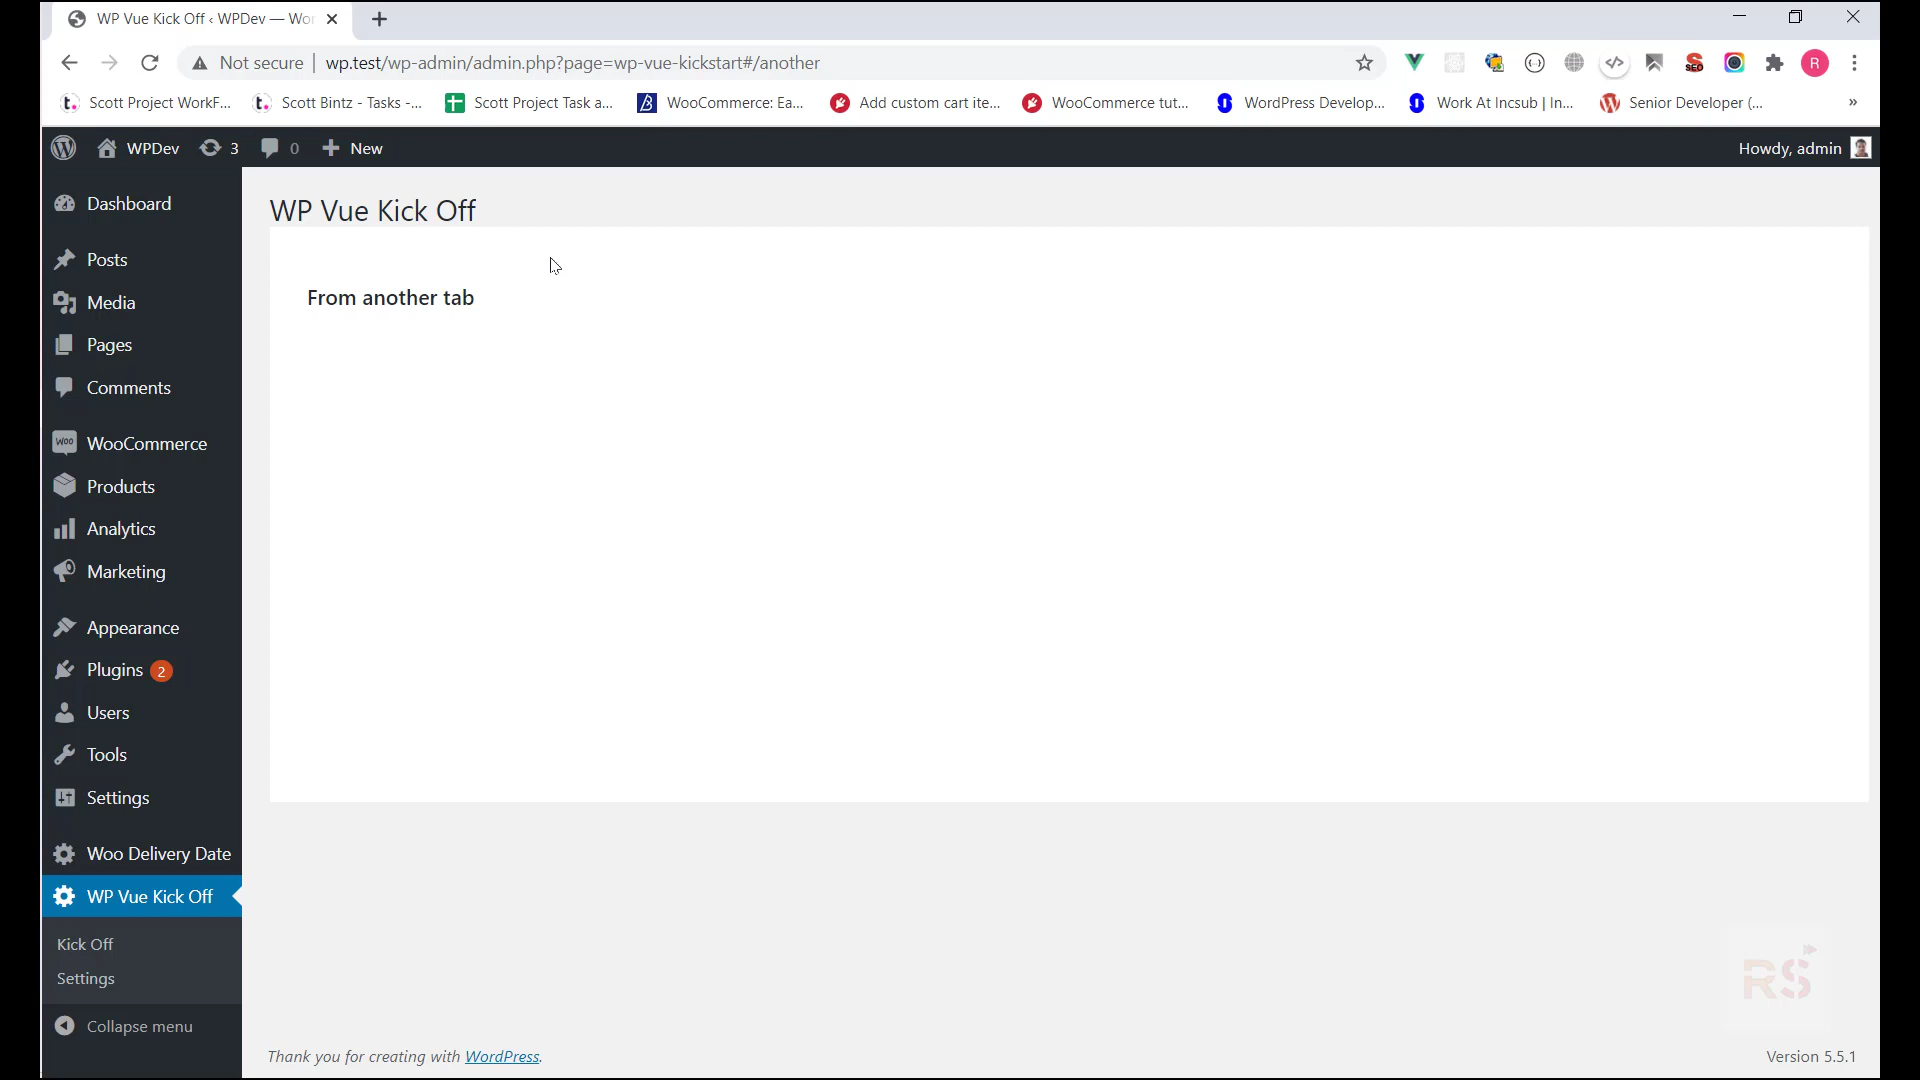 WP Vue Kick Off ‹ WPDev — Wor
Not secure | wp.test/wp-admin/admin.php?page=wp-vue-kickstart#/another
R
Scott Project WorkF...
Scott Bintz - Tasks -...
Scott Project Task a...
WooCommerce: Ea...
Add custom cart ite...
WooCommerce tut...
WordPress Develop...
Work At Incsub | In...
Senior Developer (...
»
WPDev
3
0
New
Howdy, admin
Dashboard
Posts
Media
Pages
Comments
WooCommerce
Products
Analytics
Marketing
Appearance
Plugins 2
Users
Tools
Settings
Woo Delivery Date
WP Vue Kick Off
Kick Off
Settings
Collapse menu
WP Vue Kick Off
From another tab
RS
Thank you for creating with WordPress.
Version 5.5.1